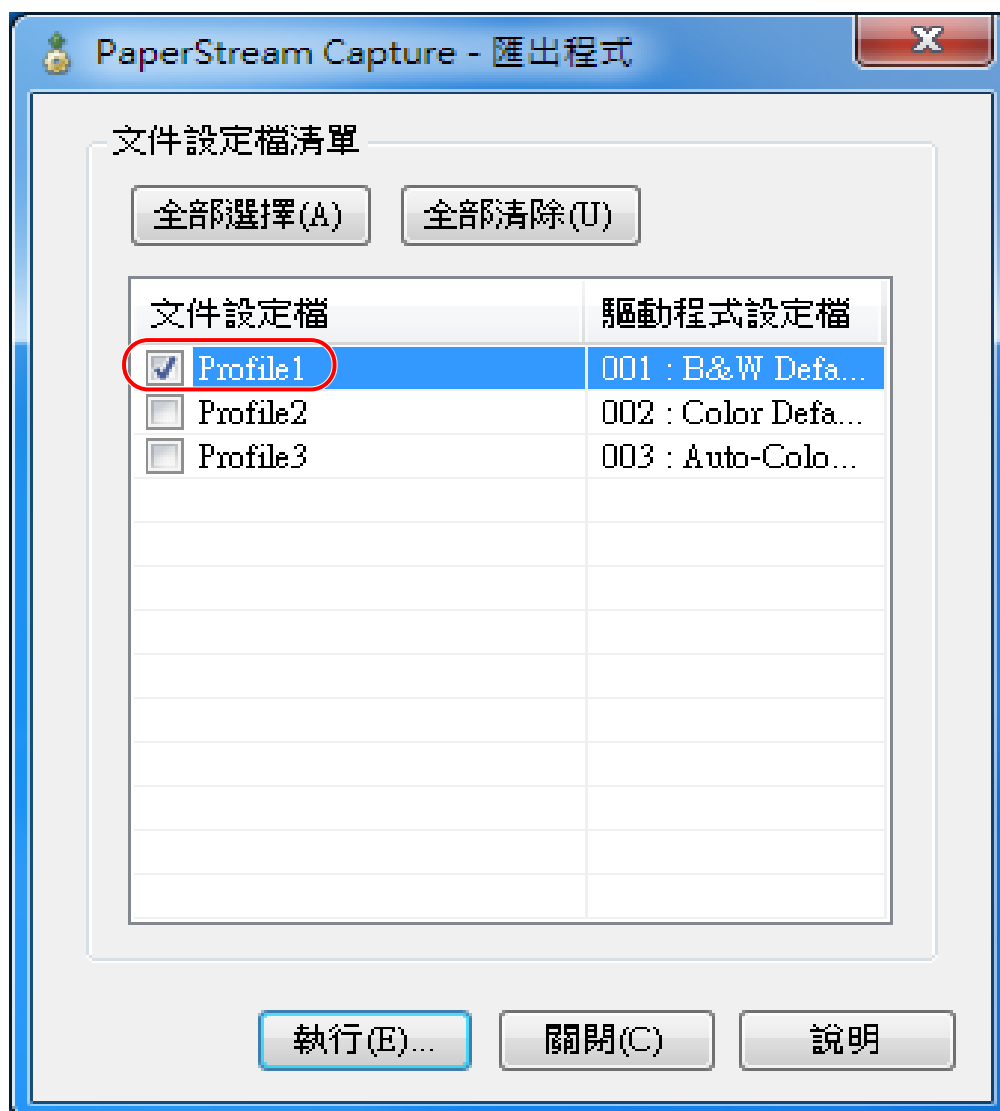 PaperStream Capture - 匯出程式
文件設定檔清單
全部選擇(A) 全部清除(U)
文件設定檔 驅動程式設定檔
Profile1 001 : B&W Defa...
Profile2 002 : Color Defa...
Profile3 003 : Auto-Colo...
執行(E)... 關閉(C) 說明